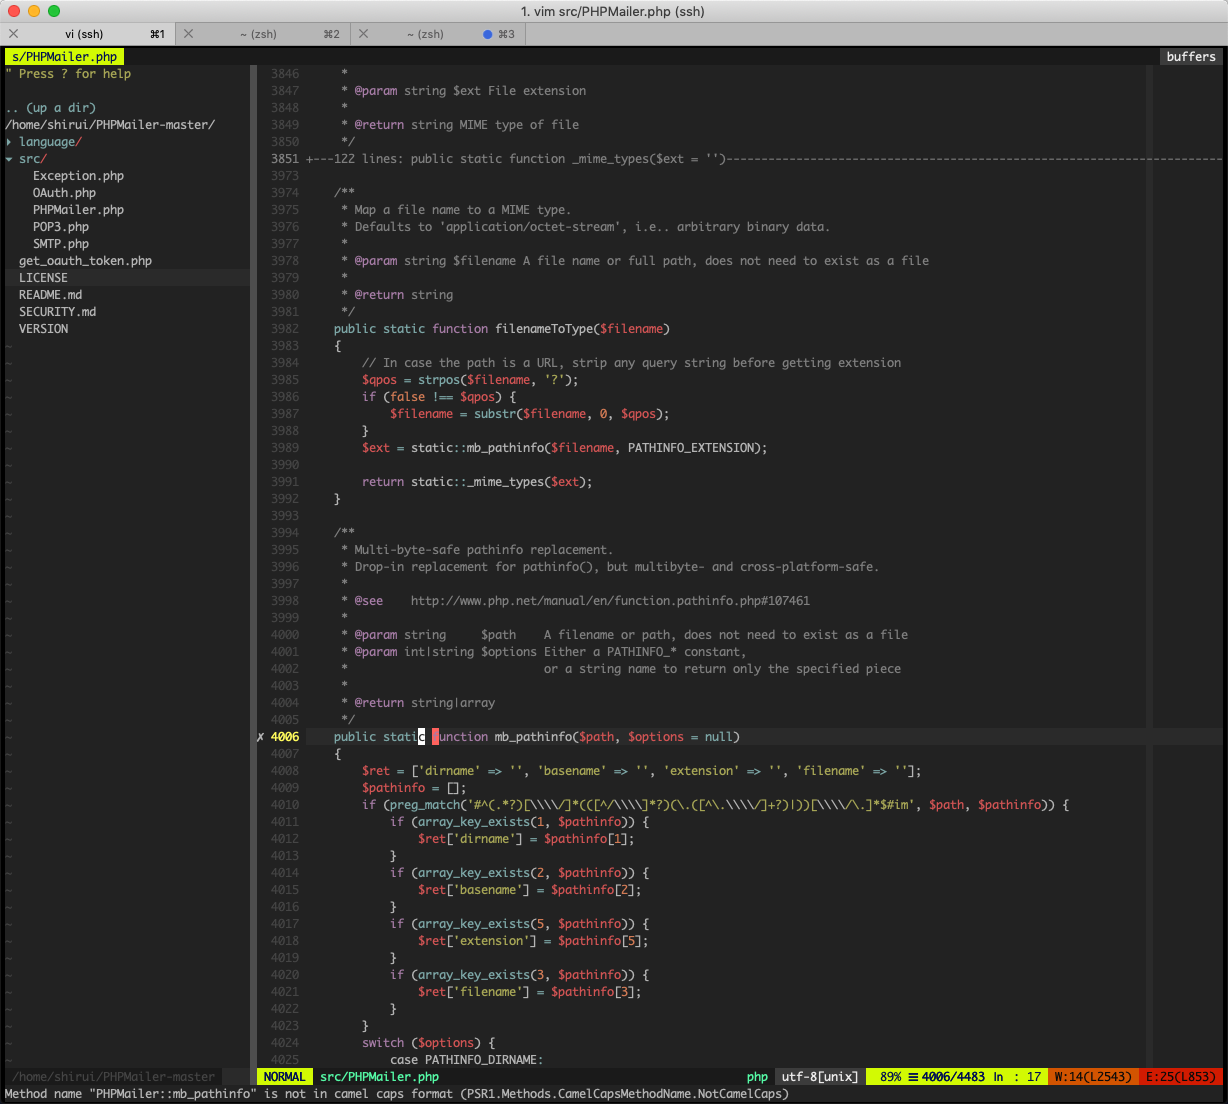 1. vim src/PHPMailer.php (ssh)
vi (ssh) ⌘1 ~ (zsh) ⌘2 ~ (zsh) ⌘3
s/PHPMailer.php buffers
" Press ? for help
.. (up a dir)
/home/shirui/PHPMailer-master/
▸ language/
▾ src/
Exception.php
OAuth.php
PHPMailer.php
POP3.php
SMTP.php
get_oauth_token.php
LICENSE
README.md
SECURITY.md
VERSION
3846 *
3847 * @param string $ext File extension
3848 *
3849 * @return string MIME type of file
3850 */
3851 +---122 lines: public static function _mime_types($ext = '')-----------------------------------------------------------------------
3973
3974 /**
3975 * Map a file name to a MIME type.
3976 * Defaults to 'application/octet-stream', i.e.. arbitrary binary data.
3977 *
3978 * @param string $filename A file name or full path, does not need to exist as a file
3979 *
3980 * @return string
3981 */
3982 public static function filenameToType($filename)
3983 {
3984 // In case the path is a URL, strip any query string before getting extension
3985 $qpos = strpos($filename, '?');
3986 if (false !== $qpos) {
3987 $filename = substr($filename, 0, $qpos);
3988 }
3989 $ext = static::mb_pathinfo($filename, PATHINFO_EXTENSION);
3990
3991 return static::_mime_types($ext);
3992 }
3993
3994 /**
3995 * Multi-byte-safe pathinfo replacement.
3996 * Drop-in replacement for pathinfo(), but multibyte- and cross-platform-safe.
3997 *
3998 * @see http://www.php.net/manual/en/function.pathinfo.php#107461
3999 *
4000 * @param string $path A filename or path, does not need to exist as a file
4001 * @param int|string $options Either a PATHINFO_* constant,
4002 * or a string name to return only the specified piece
4003 *
4004 * @return string|array
4005 */
✗ 4006 public static function mb_pathinfo($path, $options = null)
4007 {
4008 $ret = ['dirname' => '', 'basename' => '', 'extension' => '', 'filename' => ''];
4009 $pathinfo = [];
4010 if (preg_match('#^(.*?)[\\\\/]*(([^/\\\\]*?)(\.([^\.\\\\/]+?)|))[\\\\/\.]*$#im', $path, $pathinfo)) {
4011 if (array_key_exists(1, $pathinfo)) {
4012 $ret['dirname'] = $pathinfo[1];
4013 }
4014 if (array_key_exists(2, $pathinfo)) {
4015 $ret['basename'] = $pathinfo[2];
4016 }
4017 if (array_key_exists(5, $pathinfo)) {
4018 $ret['extension'] = $pathinfo[5];
4019 }
4020 if (array_key_exists(3, $pathinfo)) {
4021 $ret['filename'] = $pathinfo[3];
4022 }
4023 }
4024 switch ($options) {
4025 case PATHINFO_DIRNAME:
/home/shirui/PHPMailer-master NORMAL src/PHPMailer.php php utf-8[unix] 89% ☰ 4006/4483 ln : 17 W:14(L2543) E:25(L853)
Method name "PHPMailer::mb_pathinfo" is not in camel caps format (PSR1.Methods.CamelCapsMethodName.NotCamelCaps)